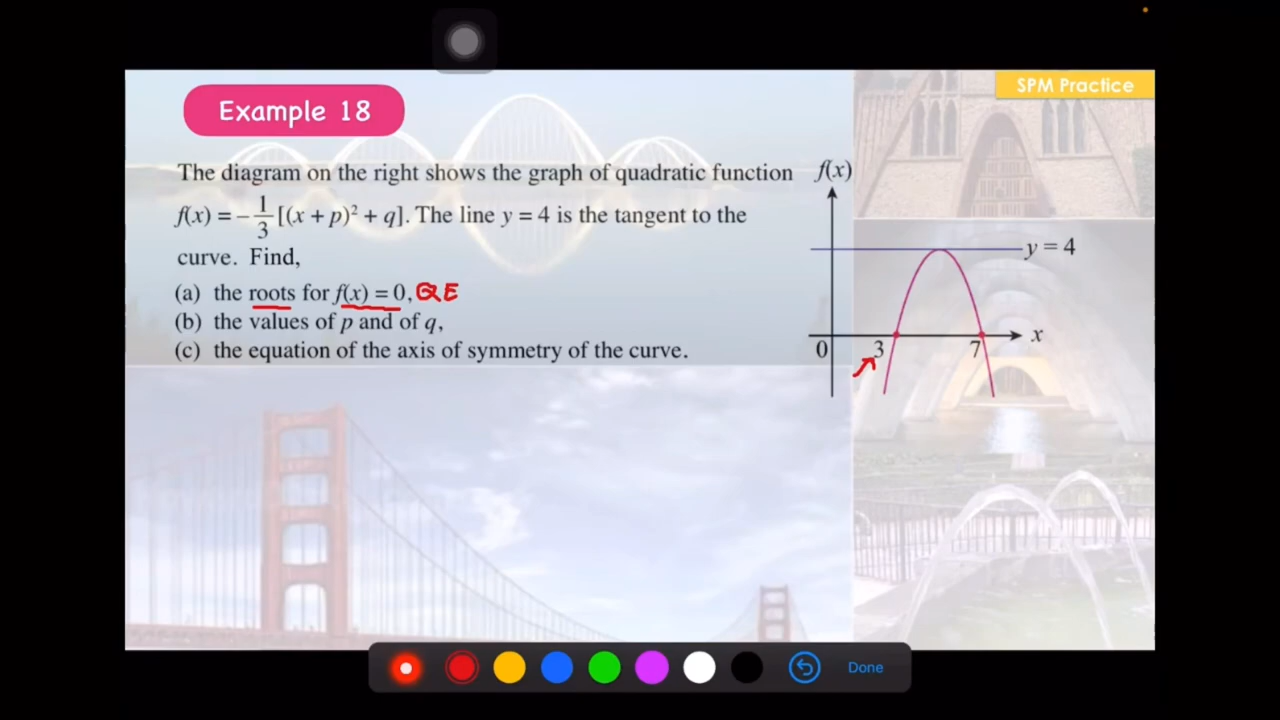 SPM Practice
Example 18
The diagram on the right shows the graph of quadratic function
f(x) = −1/3 [(x + p)² + q]. The line y = 4 is the tangent to the
curve. Find,
(a) the roots for f(x) = 0, QE
(b) the values of p and of q,
(c) the equation of the axis of symmetry of the curve.
f(x)
y = 4
x
0 3 7
Done